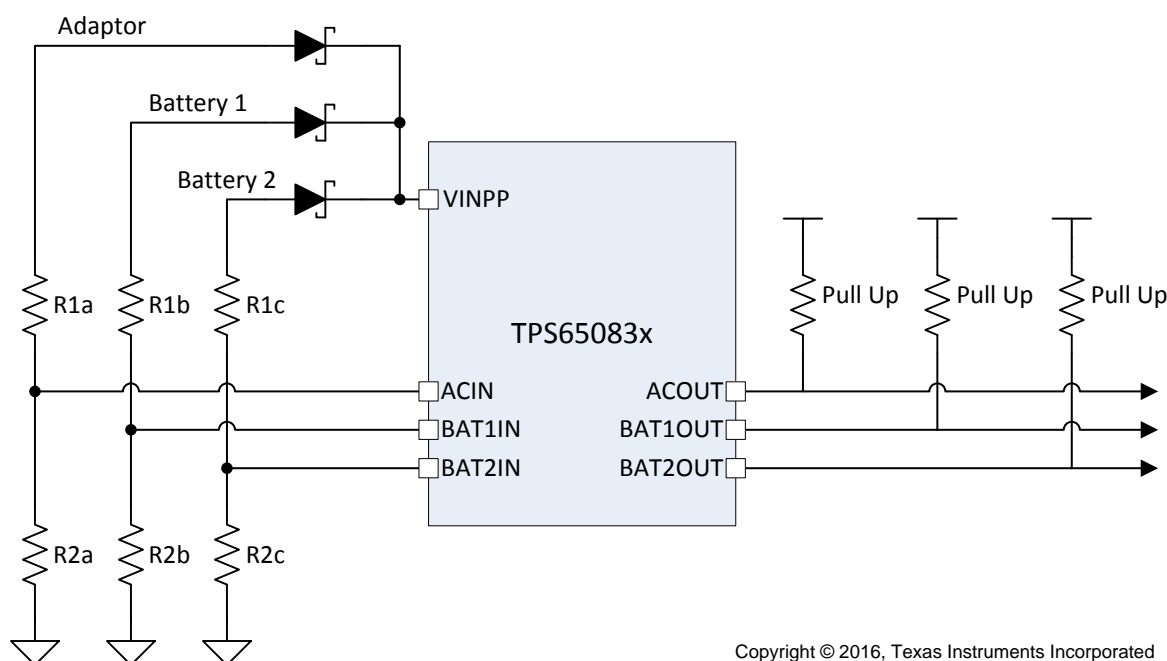 Adaptor
Battery 1
Battery 2
VINPP
R1a
R1b
R1c
Pull Up
Pull Up
Pull Up
TPS65083x
ACIN
ACOUT
BAT1IN
BAT1OUT
BAT2IN
BAT2OUT
R2a
R2b
R2c
Copyright © 2016, Texas Instruments Incorporated